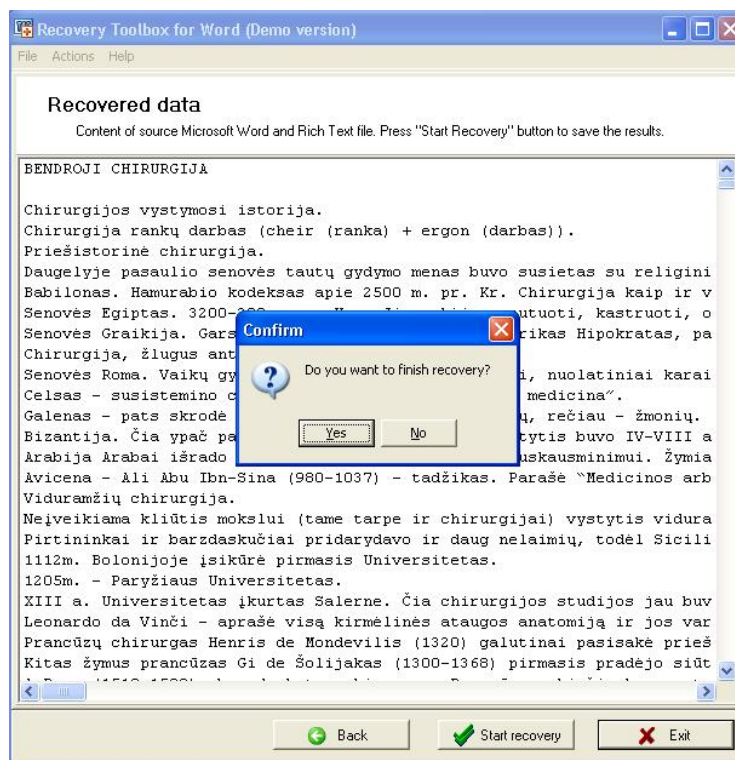 Recovery Toolbox for Word (Demo version)
File Actions Help
Recovered data
Content of source Microsoft Word and Rich Text file. Press "Start Recovery" button to save the results.
BENDROJI CHIRURGIJA
Chirurgijos vystymosi istorija.
Chirurgija rankų darbas (cheir (ranka) + ergon (darbas)).
Priešistorinė chirurgija.
Daugelyje pasaulio senovės tautų gydymo menas buvo susietas su religini
Babilonas. Hamurabio kodeksas apie 2500 m. pr. Kr. Chirurgija kaip ir v
Senovės Egiptas. 3200- utuoti, kastruoti, o
Senovės Graikija. Gars rikas Hipokratas, pa
Chirurgija, žlugus ant
Senovės Roma. Vaikų gy i, nuolatiniai karai
Celsas – susistemino c medicina".
Galenas – pats skrodė ų, rečiau – žmonių.
Bizantija. Čia ypač pa tytis buvo IV-VIII a
Arabija Arabai išrado uskausminimui. Žymia
Avicena – Ali Abu Ibn-Sina (980-1037) – tadžikas. Parašė "Medicinos arb
Viduramžių chirurgija.
Neįveikiama kliūtis mokslui (tame tarpe ir chirurgijai) vystytis vidura
Pirtininkai ir barzdaskučiai pridarydavo ir daug nelaimių, todėl Sicili
1112m. Bolonijoje įsikūrė pirmasis Universitetas.
1205m. – Paryžiaus Universitetas.
XIII a. Universitetas įkurtas Salerne. Čia chirurgijos studijos jau buv
Leonardo da Vinči – aprašė visą kirmėlinės ataugos anatomiją ir jos var
Prancūzų chirurgas Henris de Mondevilis (1320) galutinai pasisakė prieš
Kitas žymus prancūzas Gi de Šolijakas (1300-1368) pirmasis pradėjo siūt
Confirm
Do you want to finish recovery?
Yes No
Back Start recovery Exit